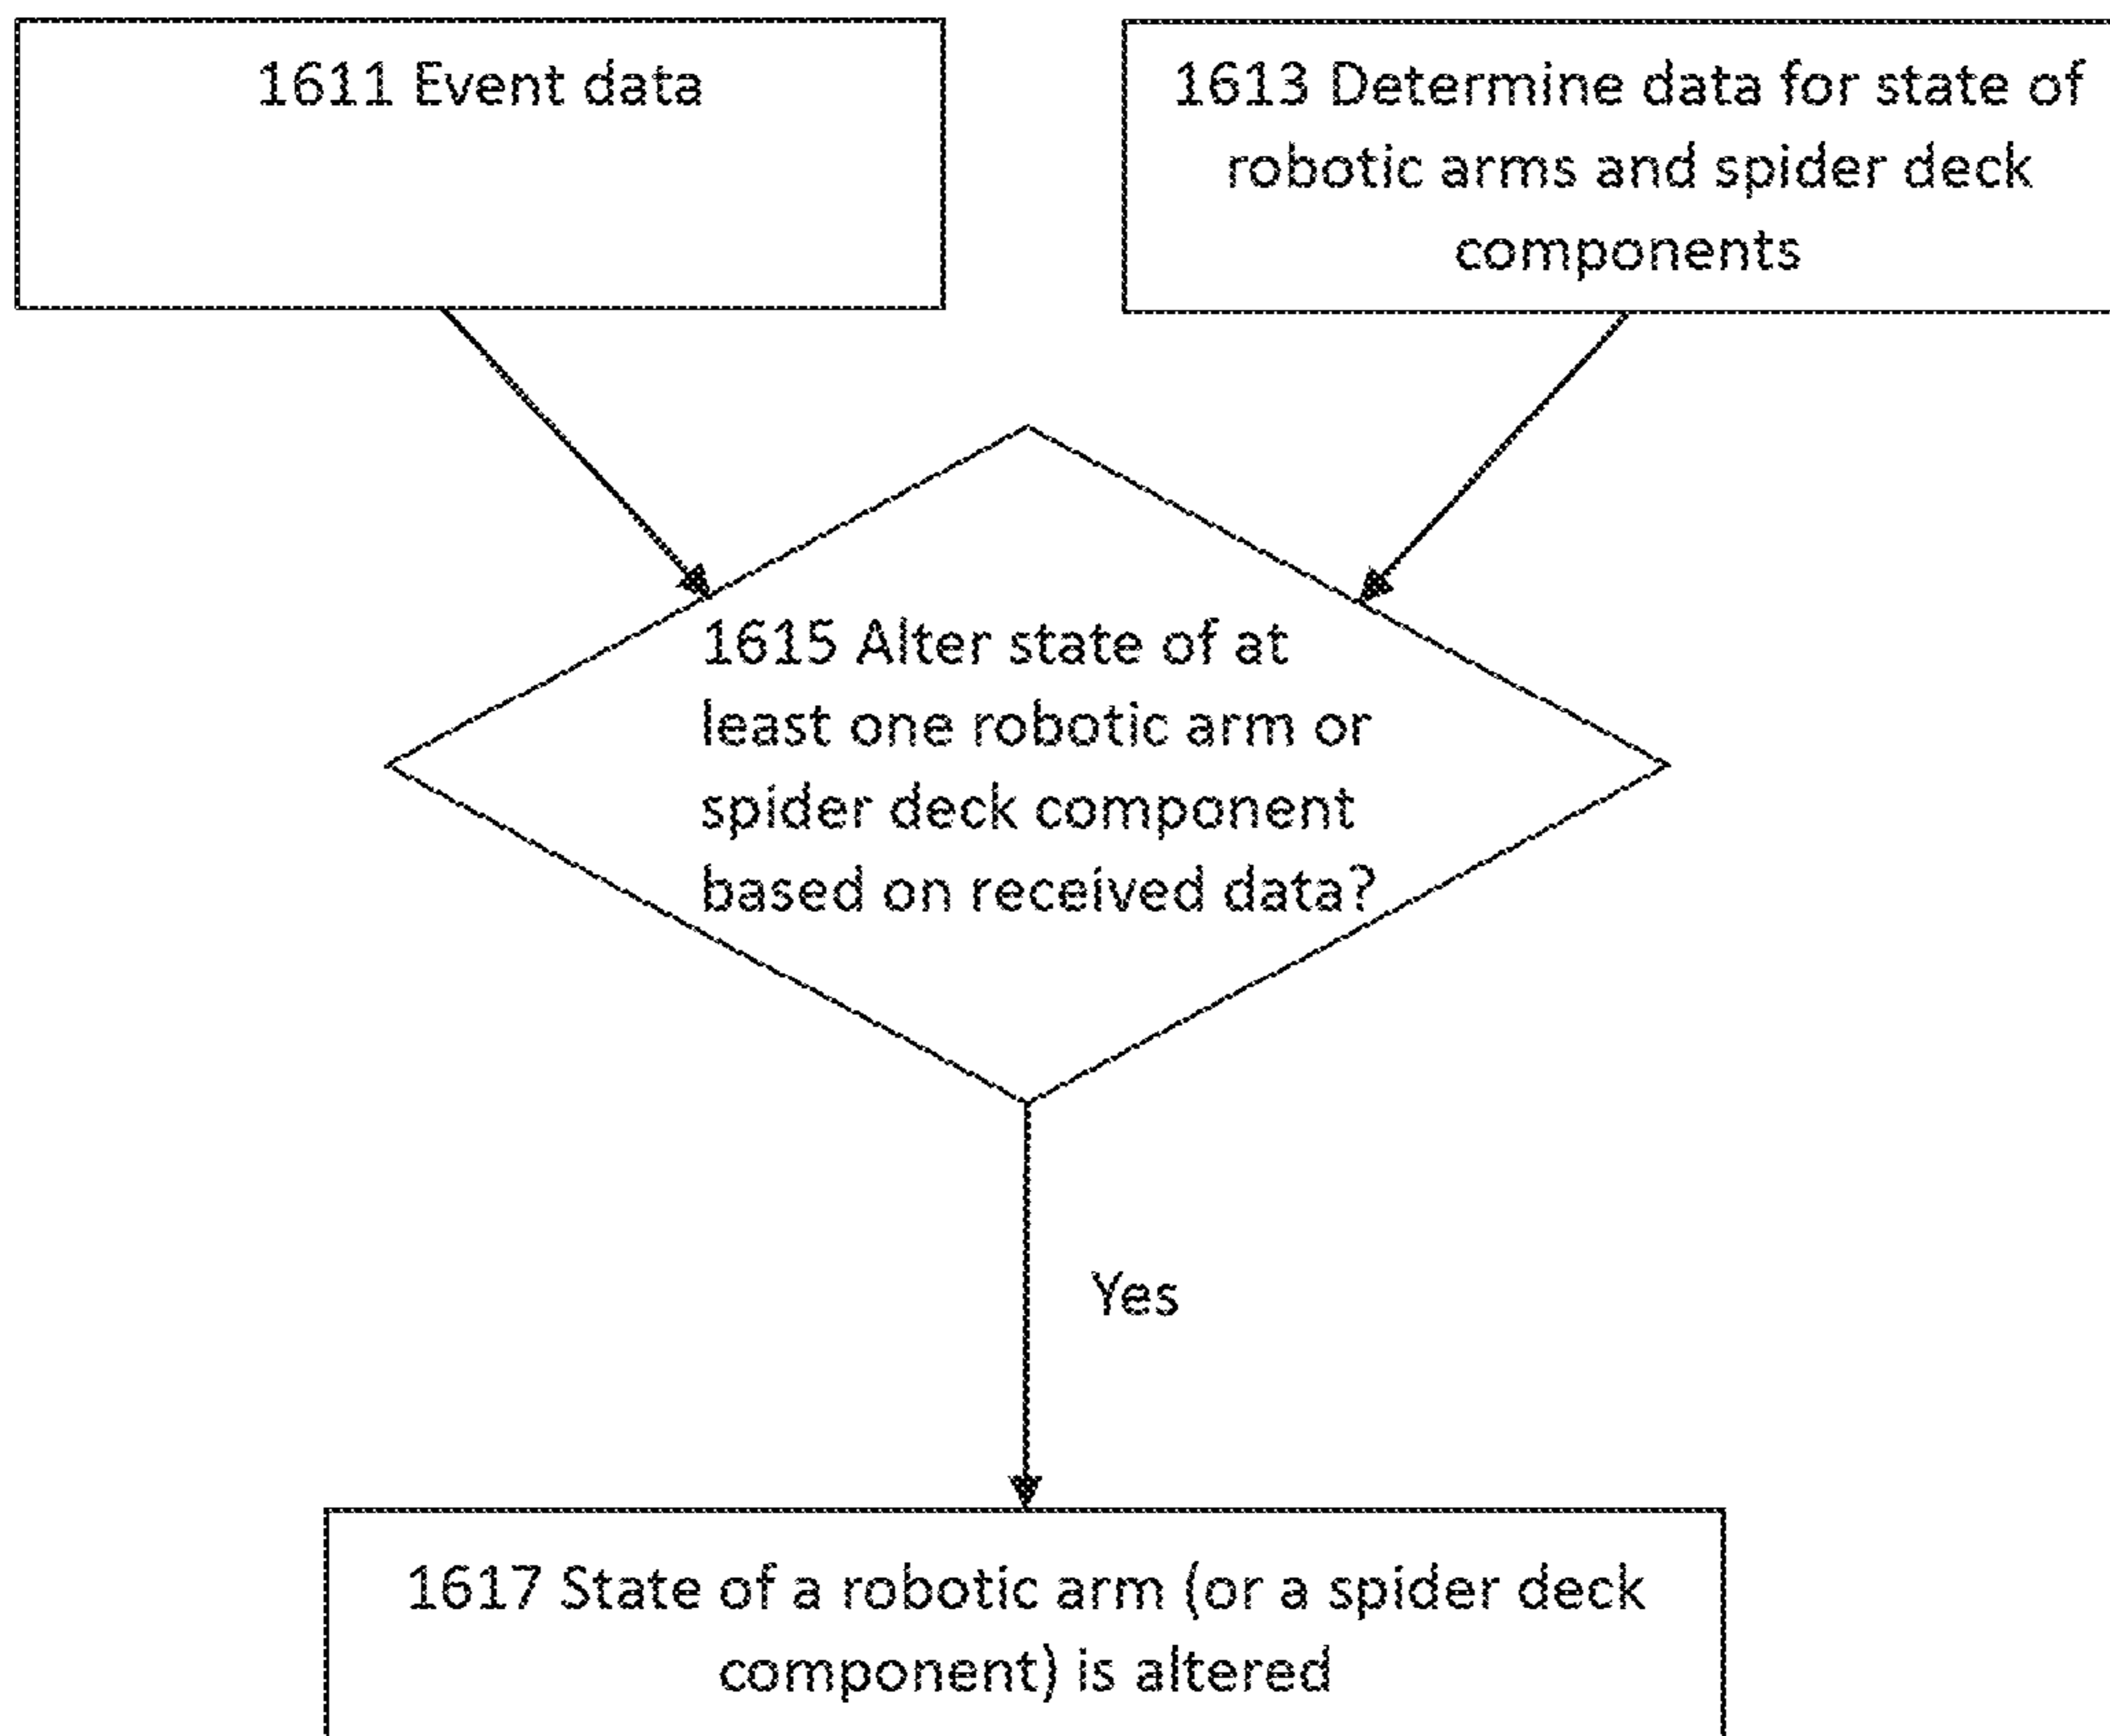 1611 Event data
1613 Determine data for state of
robotic arms and spider deck
components
1615 Alter state of at
least one robotic arm or
spider deck component
based on received data?
Yes
1617 State of a robotic arm (or a spider deck
component) is altered